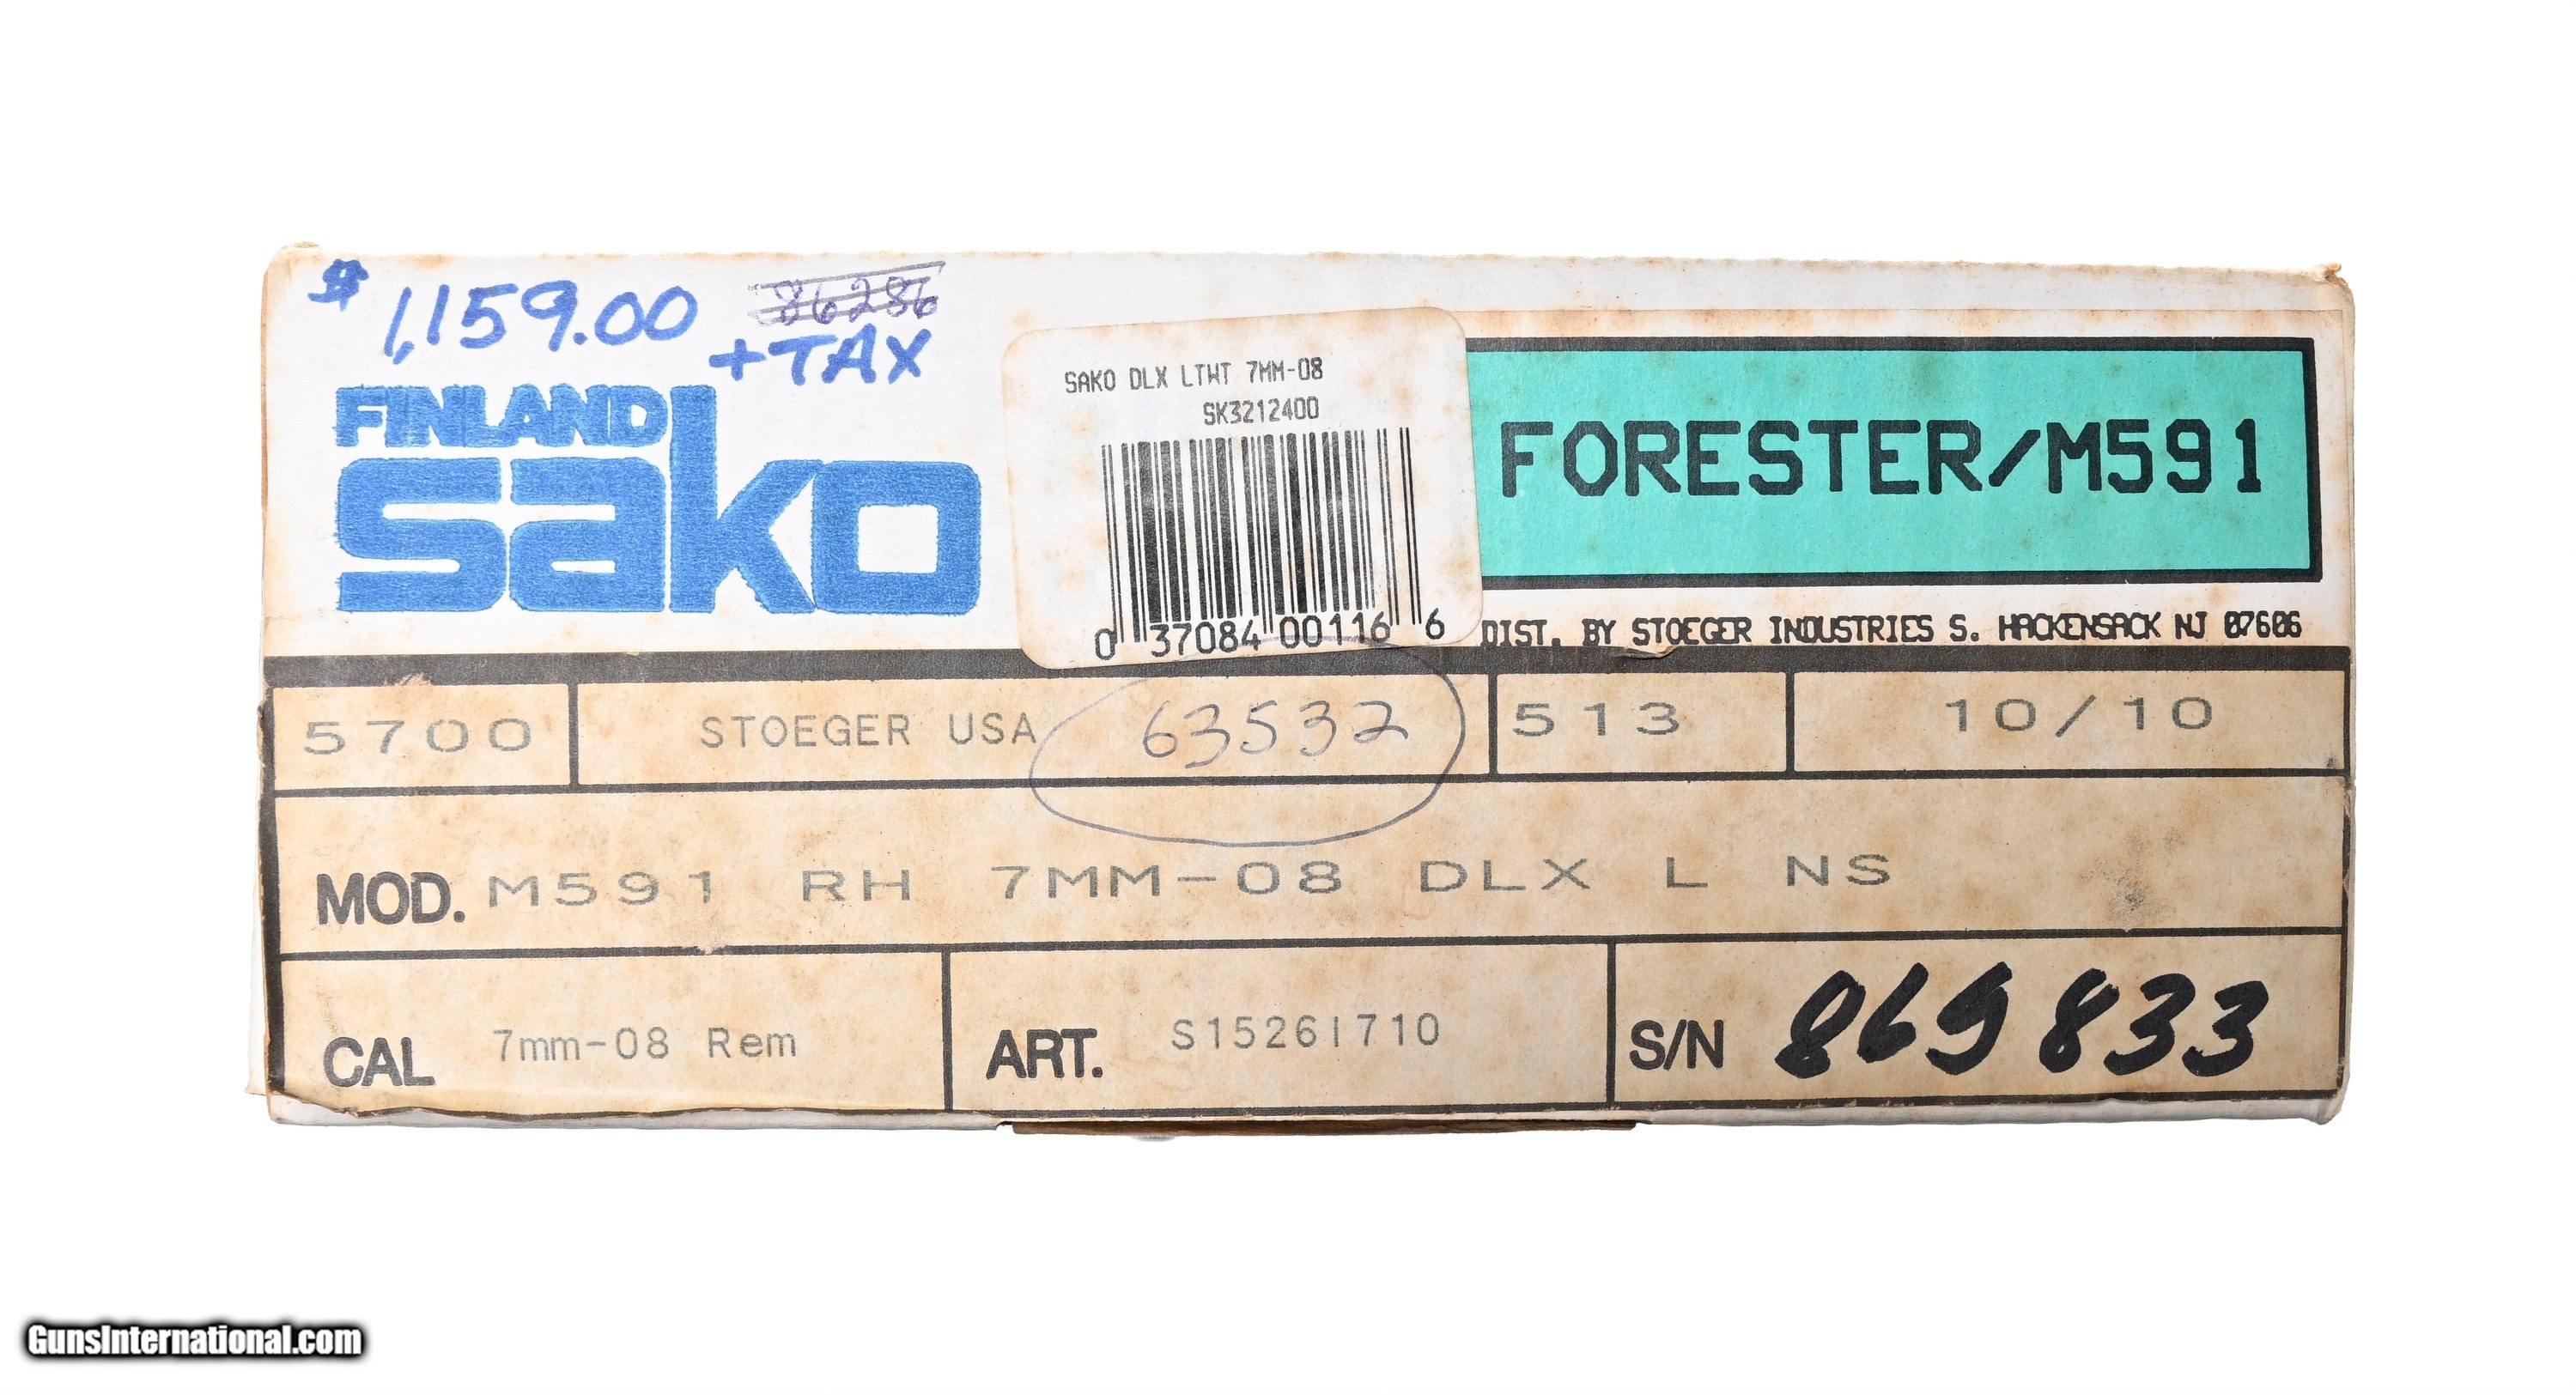 $1,159.00
86286
+TAX
FINLAND
sako
SAKO DLX LTWT 7MM-08
SK3212400
0 37084 00116 6
FORESTER/M591
DIST. BY STOEGER INDUSTRIES S. HACKENSACK NJ 07606
5700 STOEGER USA 63532 513 10/10
MOD. M591 RH 7MM-08 DLX L NS
CAL 7mm-08 Rem ART. S15261710 S/N 869833
GunsInternational.com